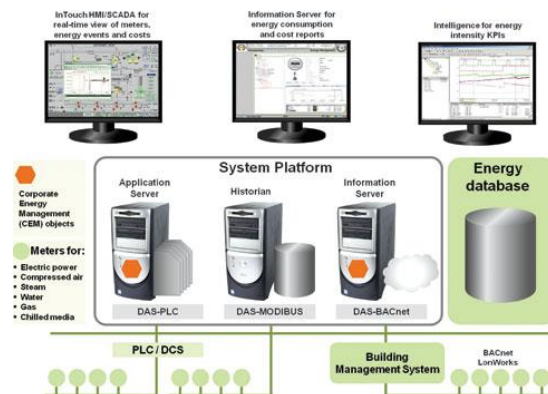 InTouch HMI/SCADA for
real-time view of meters,
energy events and costs
Information Server for
energy consumption
and cost reports
Intelligence for energy
intensity KPIs
System Platform
Energy
database
Application
Server
Historian
Information
Server
Corporate
Energy
Management
(CEM) objects
Meters for:
• Electric power
• Compressed air
• Steam
• Water
• Gas
• Chilled media
DAS-PLC
DAS-MODIBUS
DAS-BACnet
PLC / DCS
Building
Management System
BACnet
LonWorks